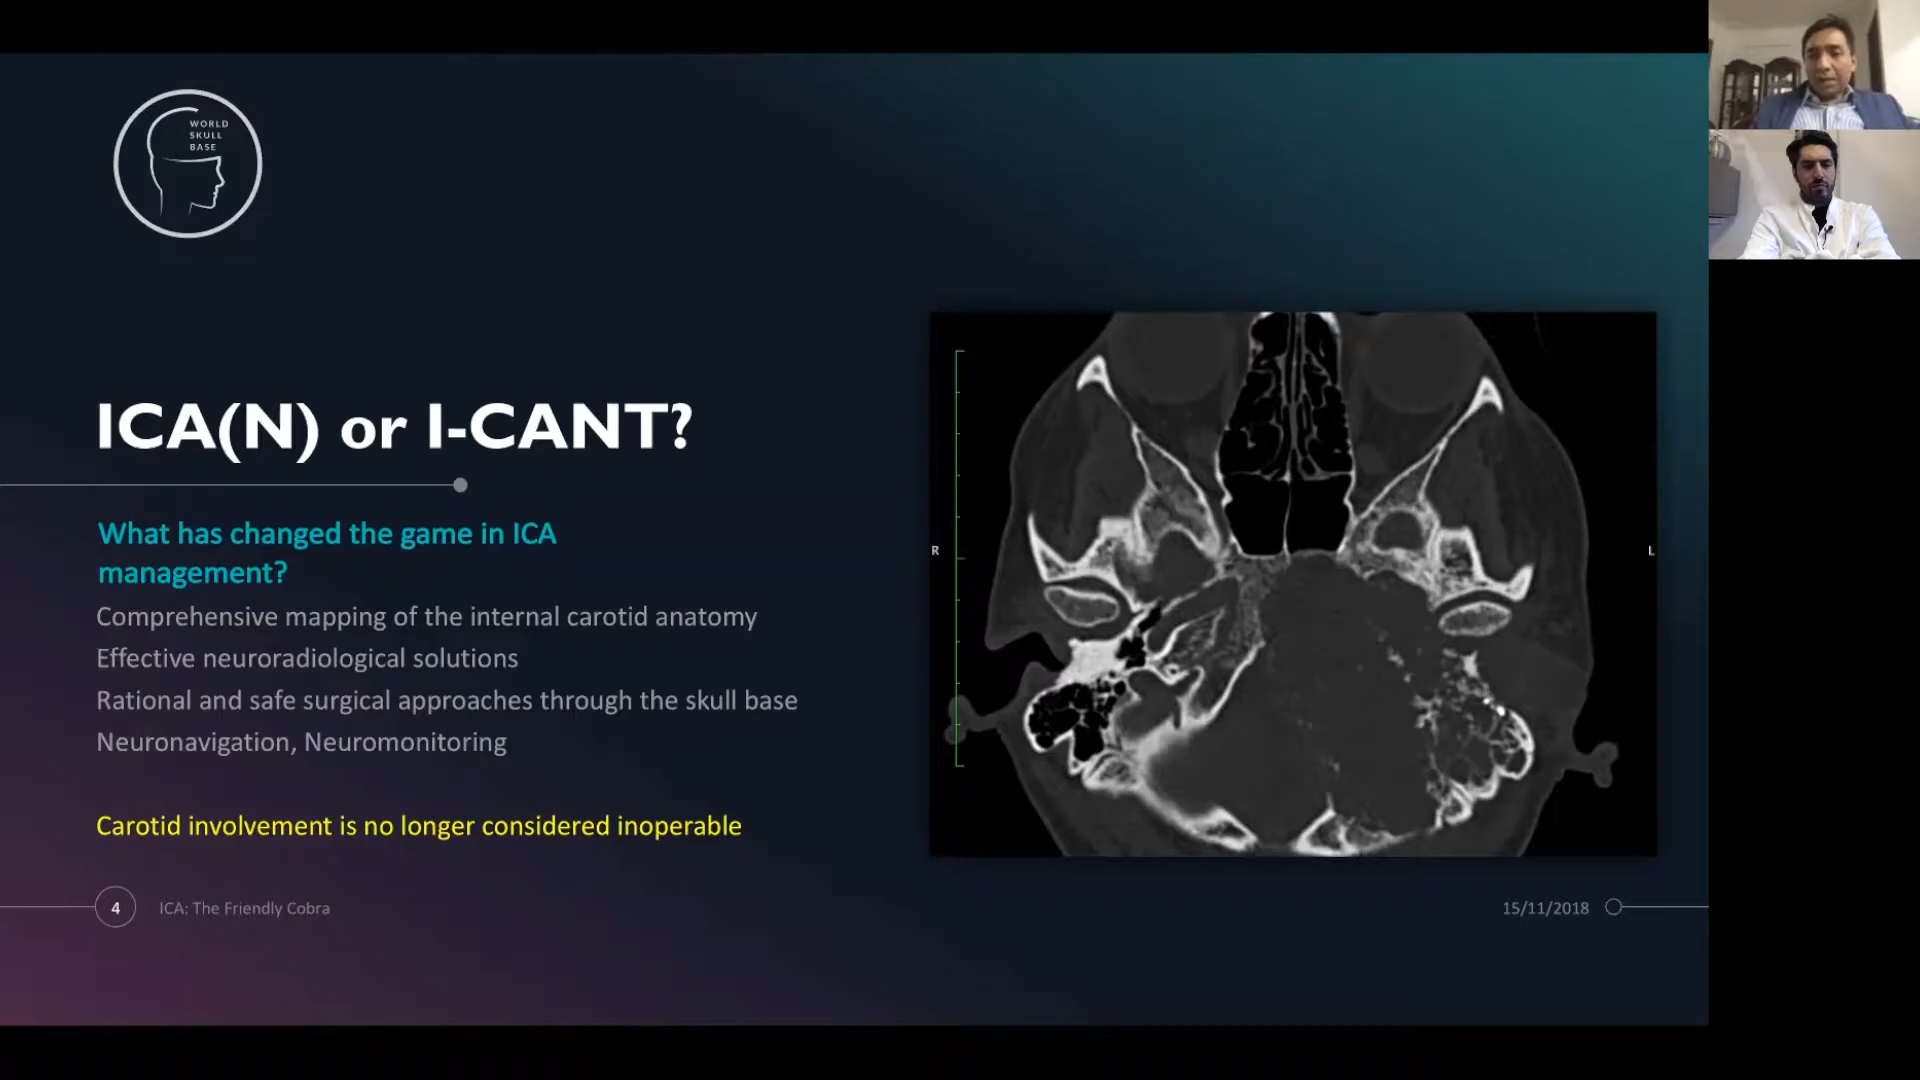 WORLD
SKULL
BASE
ICA(N) or I-CANT?
What has changed the game in ICA
management?
Comprehensive mapping of the internal carotid anatomy
Effective neuroradiological solutions
Rational and safe surgical approaches through the skull base
Neuronavigation, Neuromonitoring
Carotid involvement is no longer considered inoperable
R
L
4
ICA: The Friendly Cobra
15/11/2018